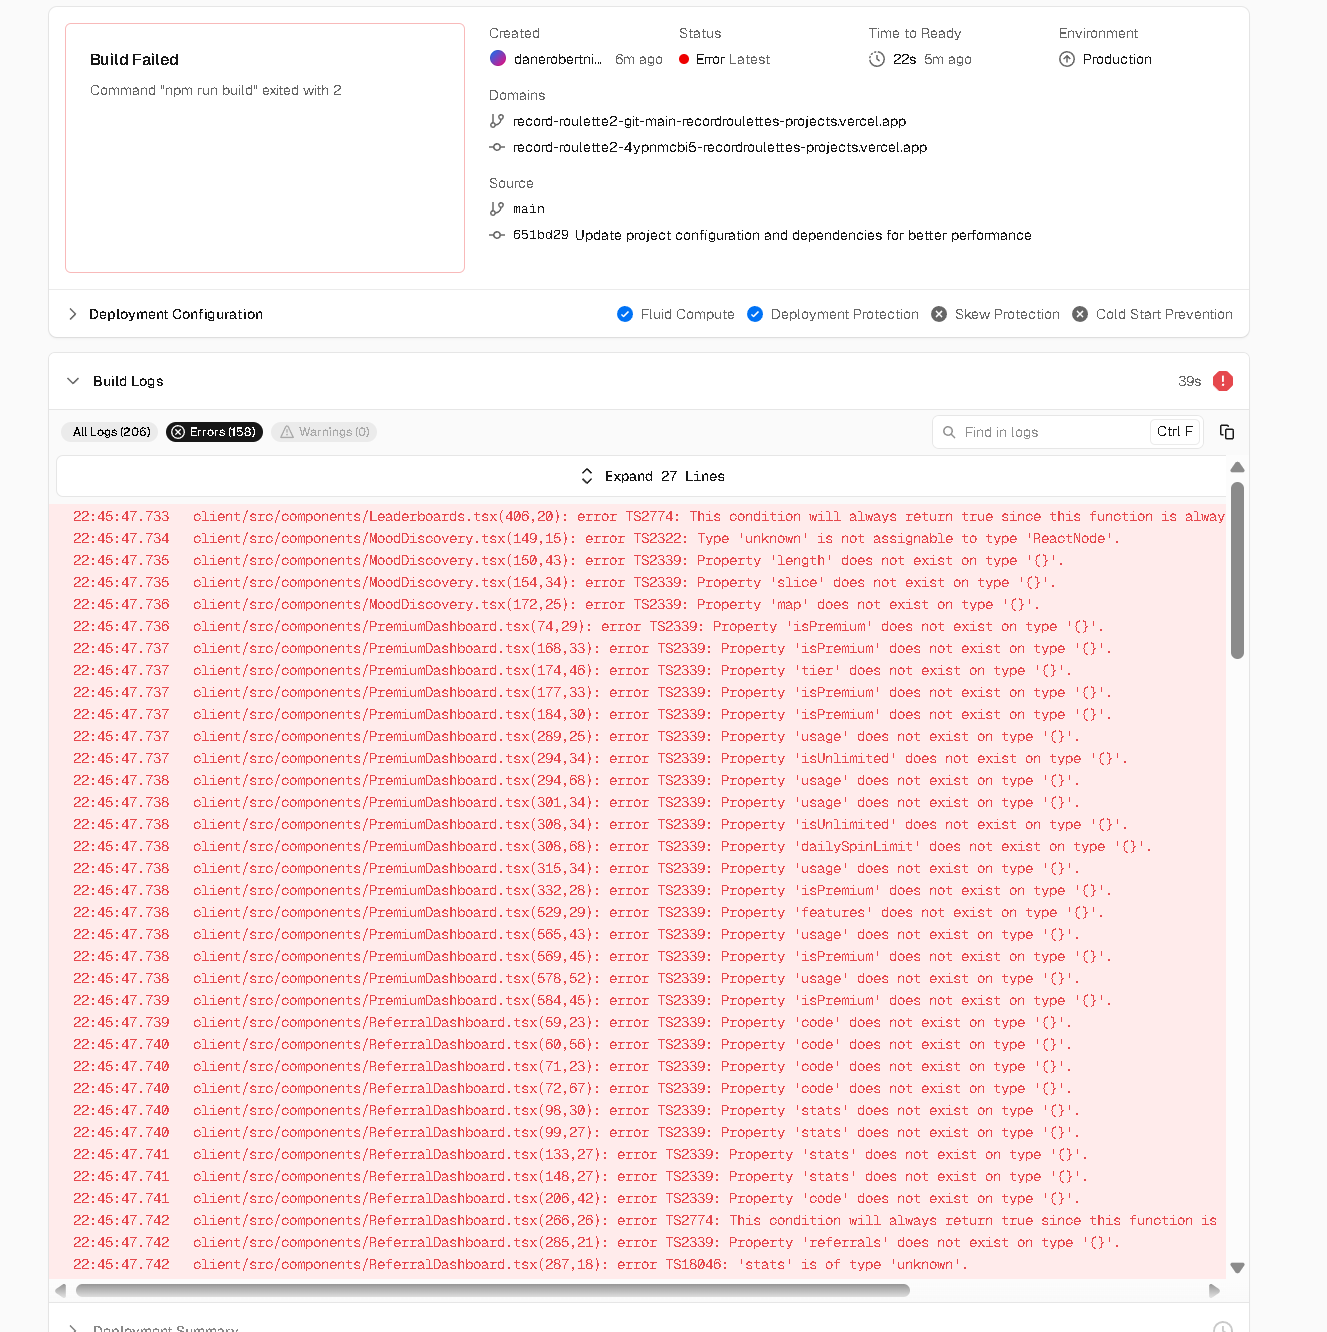 Build Failed
Command "npm run build" exited with 2
Created
danerobertni... 6m ago
Status
Error Latest
Time to Ready
22s 5m ago
Environment
Production
Domains
record-roulette2-git-main-recordroulettes-projects.vercel.app
record-roulette2-4ypnmcbi5-recordroulettes-projects.vercel.app
Source
main
651bd29 Update project configuration and dependencies for better performance
Deployment Configuration
Fluid Compute
Deployment Protection
Skew Protection
Cold Start Prevention
Build Logs
39s
All Logs (206)
Errors (158)
Warnings (0)
Find in logs
Ctrl F
Expand 27 Lines
22:45:47.733 client/src/components/Leaderboards.tsx(406,20): error TS2774: This condition will always return true since this function is alway
22:45:47.734 client/src/components/MoodDiscovery.tsx(149,15): error TS2322: Type 'unknown' is not assignable to type 'ReactNode'.
22:45:47.735 client/src/components/MoodDiscovery.tsx(150,43): error TS2339: Property 'length' does not exist on type '{}'.
22:45:47.735 client/src/components/MoodDiscovery.tsx(154,34): error TS2339: Property 'slice' does not exist on type '{}'.
22:45:47.736 client/src/components/MoodDiscovery.tsx(172,25): error TS2339: Property 'map' does not exist on type '{}'.
22:45:47.736 client/src/components/PremiumDashboard.tsx(74,29): error TS2339: Property 'isPremium' does not exist on type '{}'.
22:45:47.737 client/src/components/PremiumDashboard.tsx(168,33): error TS2339: Property 'isPremium' does not exist on type '{}'.
22:45:47.737 client/src/components/PremiumDashboard.tsx(174,46): error TS2339: Property 'tier' does not exist on type '{}'.
22:45:47.737 client/src/components/PremiumDashboard.tsx(177,33): error TS2339: Property 'isPremium' does not exist on type '{}'.
22:45:47.737 client/src/components/PremiumDashboard.tsx(184,30): error TS2339: Property 'isPremium' does not exist on type '{}'.
22:45:47.737 client/src/components/PremiumDashboard.tsx(289,25): error TS2339: Property 'usage' does not exist on type '{}'.
22:45:47.737 client/src/components/PremiumDashboard.tsx(294,34): error TS2339: Property 'isUnlimited' does not exist on type '{}'.
22:45:47.738 client/src/components/PremiumDashboard.tsx(294,68): error TS2339: Property 'usage' does not exist on type '{}'.
22:45:47.738 client/src/components/PremiumDashboard.tsx(301,34): error TS2339: Property 'usage' does not exist on type '{}'.
22:45:47.738 client/src/components/PremiumDashboard.tsx(308,34): error TS2339: Property 'isUnlimited' does not exist on type '{}'.
22:45:47.738 client/src/components/PremiumDashboard.tsx(308,68): error TS2339: Property 'dailySpinLimit' does not exist on type '{}'.
22:45:47.738 client/src/components/PremiumDashboard.tsx(315,34): error TS2339: Property 'usage' does not exist on type '{}'.
22:45:47.738 client/src/components/PremiumDashboard.tsx(332,28): error TS2339: Property 'isPremium' does not exist on type '{}'.
22:45:47.738 client/src/components/PremiumDashboard.tsx(529,29): error TS2339: Property 'features' does not exist on type '{}'.
22:45:47.738 client/src/components/PremiumDashboard.tsx(565,43): error TS2339: Property 'usage' does not exist on type '{}'.
22:45:47.738 client/src/components/PremiumDashboard.tsx(569,45): error TS2339: Property 'isPremium' does not exist on type '{}'.
22:45:47.738 client/src/components/PremiumDashboard.tsx(578,52): error TS2339: Property 'usage' does not exist on type '{}'.
22:45:47.739 client/src/components/PremiumDashboard.tsx(584,45): error TS2339: Property 'isPremium' does not exist on type '{}'.
22:45:47.739 client/src/components/ReferralDashboard.tsx(59,23): error TS2339: Property 'code' does not exist on type '{}'.
22:45:47.740 client/src/components/ReferralDashboard.tsx(60,56): error TS2339: Property 'code' does not exist on type '{}'.
22:45:47.740 client/src/components/ReferralDashboard.tsx(71,23): error TS2339: Property 'code' does not exist on type '{}'.
22:45:47.740 client/src/components/ReferralDashboard.tsx(72,67): error TS2339: Property 'code' does not exist on type '{}'.
22:45:47.740 client/src/components/ReferralDashboard.tsx(98,30): error TS2339: Property 'stats' does not exist on type '{}'.
22:45:47.740 client/src/components/ReferralDashboard.tsx(99,27): error TS2339: Property 'stats' does not exist on type '{}'.
22:45:47.741 client/src/components/ReferralDashboard.tsx(133,27): error TS2339: Property 'stats' does not exist on type '{}'.
22:45:47.741 client/src/components/ReferralDashboard.tsx(148,27): error TS2339: Property 'stats' does not exist on type '{}'.
22:45:47.741 client/src/components/ReferralDashboard.tsx(206,42): error TS2339: Property 'code' does not exist on type '{}'.
22:45:47.742 client/src/components/ReferralDashboard.tsx(266,26): error TS2774: This condition will always return true since this function is
22:45:47.742 client/src/components/ReferralDashboard.tsx(285,21): error TS2339: Property 'referrals' does not exist on type '{}'.
22:45:47.742 client/src/components/ReferralDashboard.tsx(287,18): error TS18046: 'stats' is of type 'unknown'.
Deployment Summary